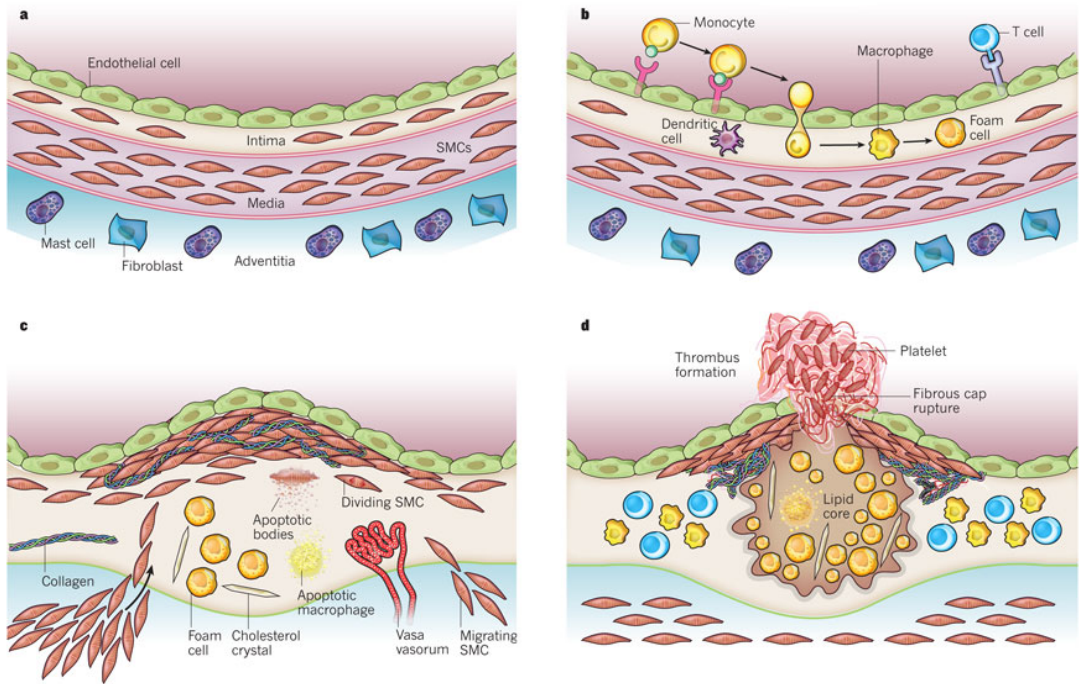 a
Endothelial cell
Intima
SMCs
Media
Mast cell
Fibroblast
Adventitia
b
Monocyte
Macrophage
T cell
Dendritic
cell
Foam
cell
c
Dividing SMC
Apoptotic
bodies
Collagen
Apoptotic
macrophage
Foam
cell
Cholesterol
crystal
Vasa
vasorum
Migrating
SMC
d
Thrombus
formation
Platelet
Fibrous cap
rupture
Lipid
core